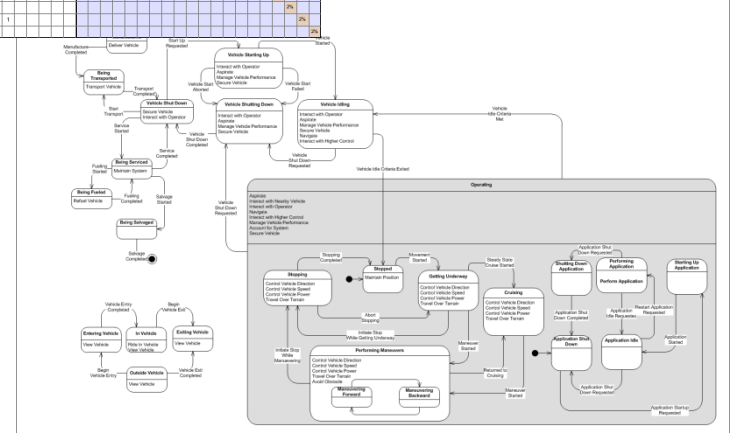 2%
1
2%
2%
Manufacture
Completed
Deliver Vehicle
Start Up
Requested
Vehicle
Started
Being
Transported
Transport Vehicle
Transport
Completed
Start
Transport
Vehicle Shut Down
Secure Vehicle
Interact with Operator
Vehicle Starting Up
Interact with Operator
Aspirate
Manage Vehicle Performance
Secure Vehicle
Vehicle Start
Aborted
Vehicle Start
Failed
Vehicle Shutting Down
Interact with Operator
Aspirate
Manage Vehicle Performance
Secure Vehicle
Vehicle Idling
Interact with Operator
Aspirate
Manage Vehicle Performance
Secure Vehicle
Navigate
Interact with Higher Control
Vehicle
Idle Criteria
Met
Service
Started
Vehicle
Shut Down
Completed
Service
Completed
Vehicle
Shut Down
Requested
Vehicle Idle Criteria Exited
Being Serviced
Maintain System
Fueling
Started
Being Fueled
Refuel Vehicle
Fueling
Completed
Salvage
Started
Being Salvaged
Salvage
Completed
Vehicle
Shut Down
Requested
Operating
Aspirate
Interact with Nearby Vehicle
Interact with Operator
Navigate
Interact with Higher Control
Manage Vehicle Performance
Account for System
Secure Vehicle
Stopping
Completed
Movement
Started
Steady State
Cruise Started
Stopping
Control Vehicle Direction
Control Vehicle Speed
Control Vehicle Power
Travel Over Terrain
Stopped
Maintain Position
Getting Underway
Control Vehicle Direction
Control Vehicle Speed
Control Vehicle Power
Travel Over Terrain
Cruising
Control Vehicle Direction
Control Vehicle Speed
Control Vehicle Power
Travel Over Terrain
Abort
Stopping
Initiate Stop
While Getting Underway
Initiate Stop
While
Maneuvering
Maneuver
Started
Performing Maneuvers
Control Vehicle Direction
Control Vehicle Speed
Control Vehicle Power
Travel Over Terrain
Avoid Obstacle
Maneuvering
Forward
Maneuvering
Backward
Returned to
Cruising
Maneuver
Started
Application Shut
Down Requested
Shutting Down
Application
Performing
Application
Perform Application
Starting Up
Application
Application Shut
Down Completed
Application
Idle Requested
Restart Application
Requested
Application
Started
Application Shut
Down
Application Idle
Application Shut
Down Requested
Application Startup
Requested
Vehicle Entry
Completed
Begin
Vehicle Exit
Entering Vehicle
View Vehicle
In Vehicle
Ride In Vehicle
View Vehicle
Exiting Vehicle
View Vehicle
Begin
Vehicle Entry
Outside Vehicle
View Vehicle
Vehicle Exit
Completed